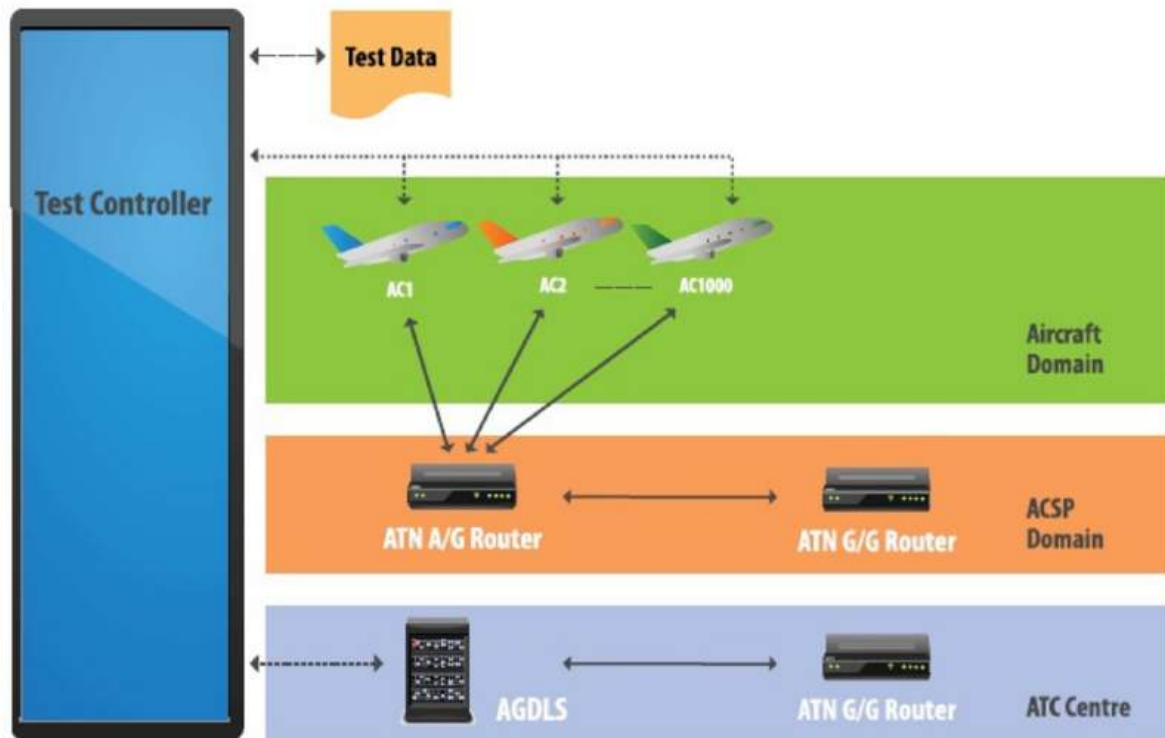 Test Data
Test Controller
AC1
AC2
AC1000
Aircraft
Domain
ATN A/G Router
ATN G/G Router
ACSP
Domain
AGDLS
ATN G/G Router
ATC Centre